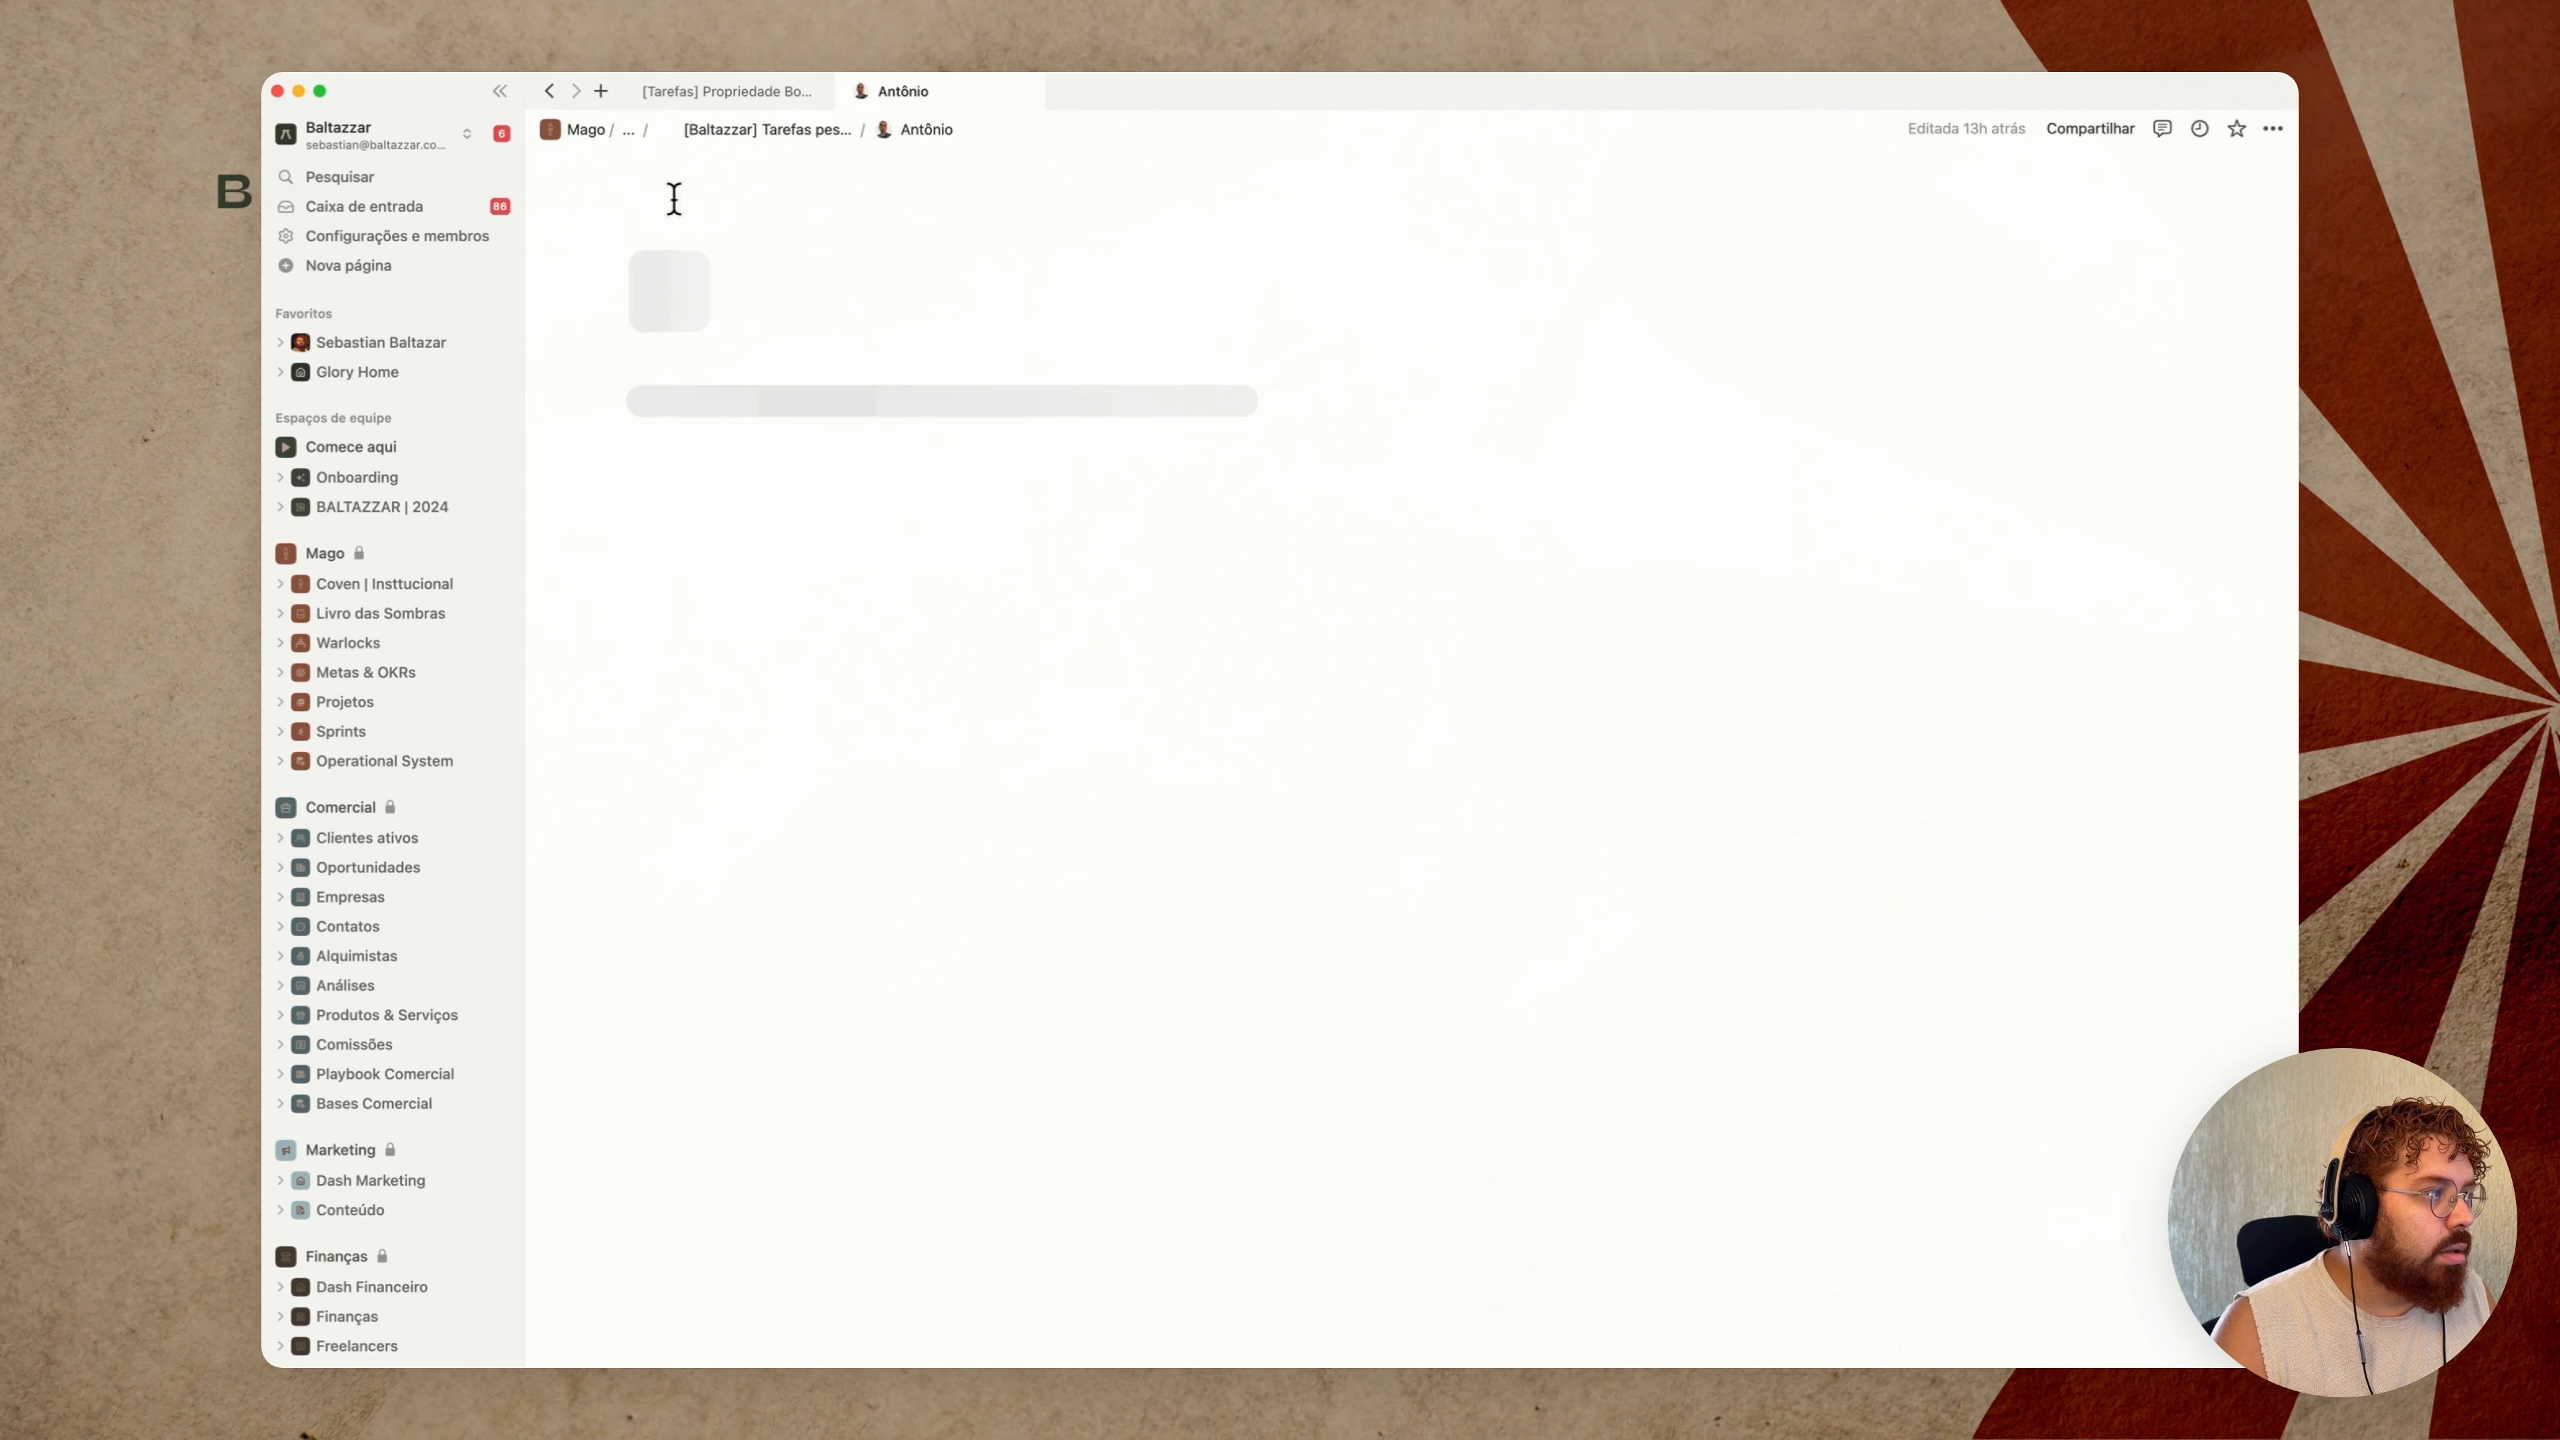 [Tarefas] Propriedade Bo...
Antônio
Baltazzar
sebastian@baltazzar.co...
6
Mago / ... / [Baltazzar] Tarefas pes... / Antônio
Editada 13h atrás
Compartilhar
B
Pesquisar
Caixa de entrada
86
Configurações e membros
Nova página
Favoritos
Sebastian Baltazar
Glory Home
Espaços de equipe
Comece aqui
Onboarding
BALTAZZAR | 2024
Mago
Coven | Insttucional
Livro das Sombras
Warlocks
Metas & OKRs
Projetos
Sprints
Operational System
Comercial
Clientes ativos
Oportunidades
Empresas
Contatos
Alquimistas
Análises
Produtos & Serviços
Comissões
Playbook Comercial
Bases Comercial
Marketing
Dash Marketing
Conteúdo
Finanças
Dash Financeiro
Finanças
Freelancers